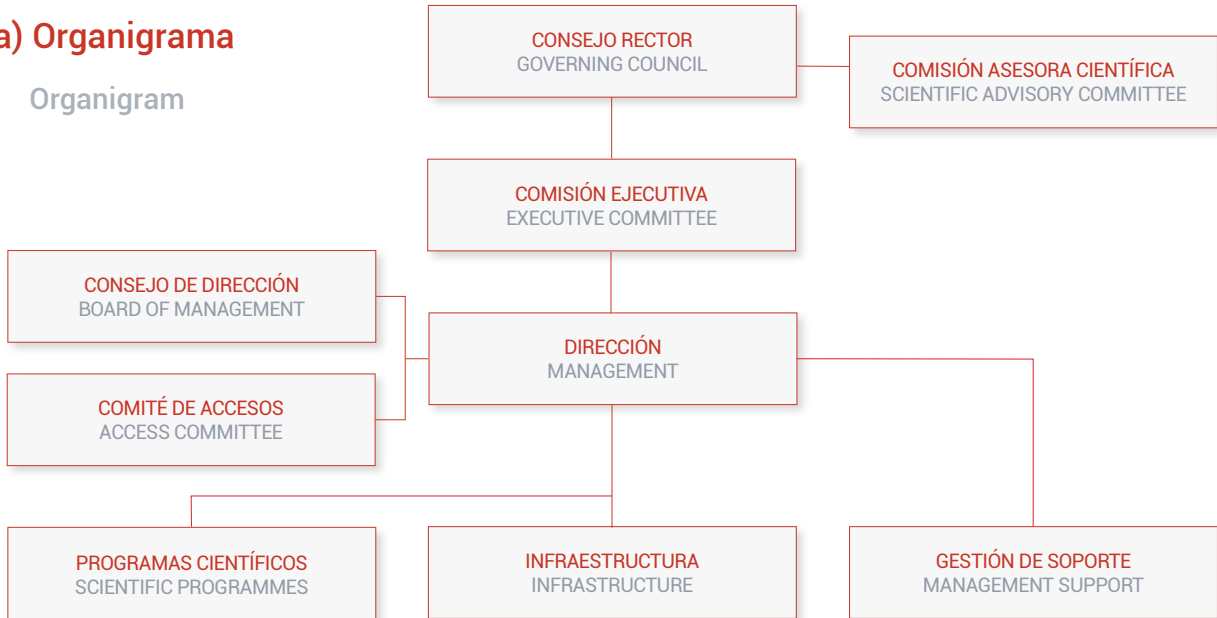 a) Organigrama
Organigram
CONSEJO RECTOR
GOVERNING COUNCIL
COMISIÓN ASESORA CIENTÍFICA
SCIENTIFIC ADVISORY COMMITTEE
COMISIÓN EJECUTIVA
EXECUTIVE COMMITTEE
CONSEJO DE DIRECCIÓN
BOARD OF MANAGEMENT
DIRECCIÓN
MANAGEMENT
COMITÉ DE ACCESOS
ACCESS COMMITTEE
PROGRAMAS CIENTÍFICOS
SCIENTIFIC PROGRAMMES
INFRAESTRUCTURA
INFRASTRUCTURE
GESTIÓN DE SOPORTE
MANAGEMENT SUPPORT